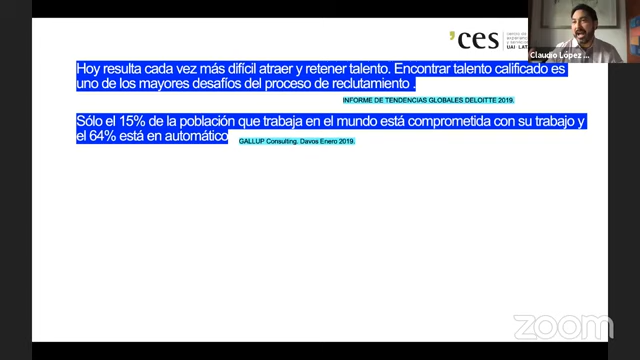 'ces
UAI LAT
Claudio López
Hoy resulta cada vez más difícil atraer y retener talento. Encontrar talento calificado es
uno de los mayores desafíos del proceso de reclutamiento .
INFORME DE TENDENCIAS GLOBALES DELOITTE 2019.
Sólo el 15% de la población que trabaja en el mundo está comprometida con su trabajo y
el 64% está en automático
GALLUP Consulting. Davos Enero 2019.
zoom